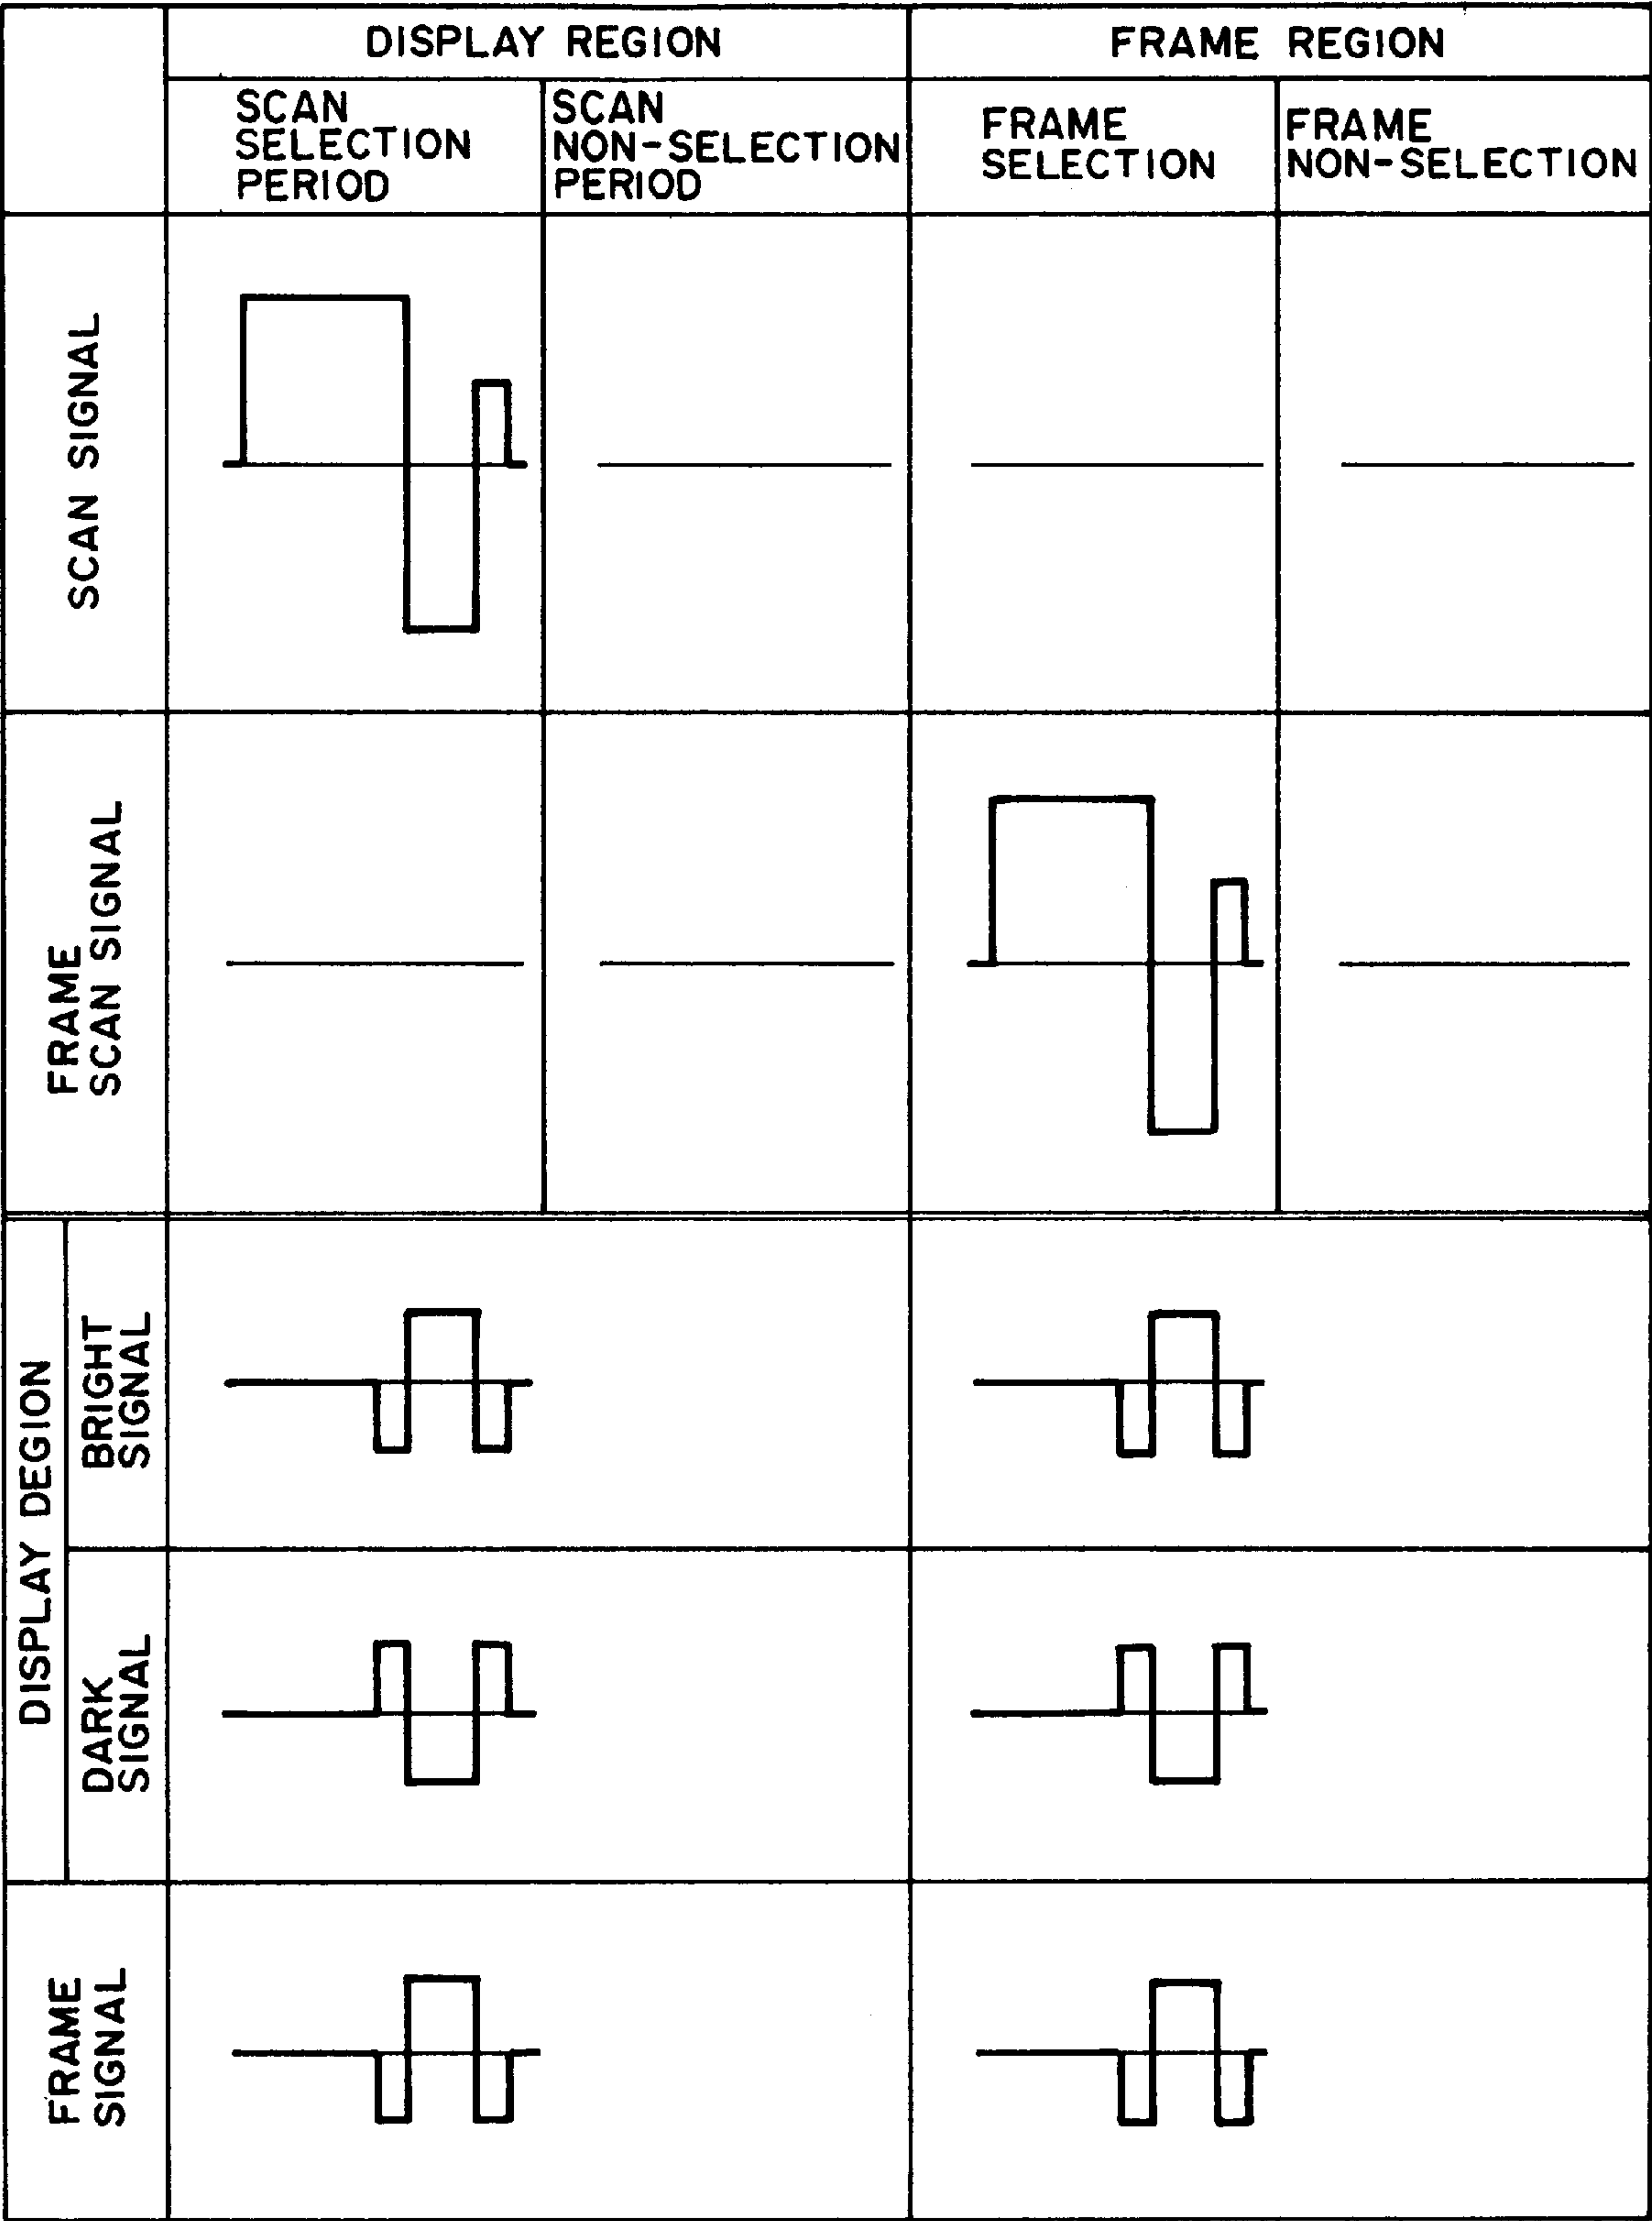 DISPLAY REGION
FRAME REGION
SCAN
SELECTION
PERIOD
SCAN
NON-SELECTION
PERIOD
FRAME
SELECTION
FRAME
NON-SELECTION
SCAN SIGNAL
FRAME
SCAN SIGNAL
DISPLAY DEGION
BRIGHT
SIGNAL
DARK
SIGNAL
FRAME
SIGNAL